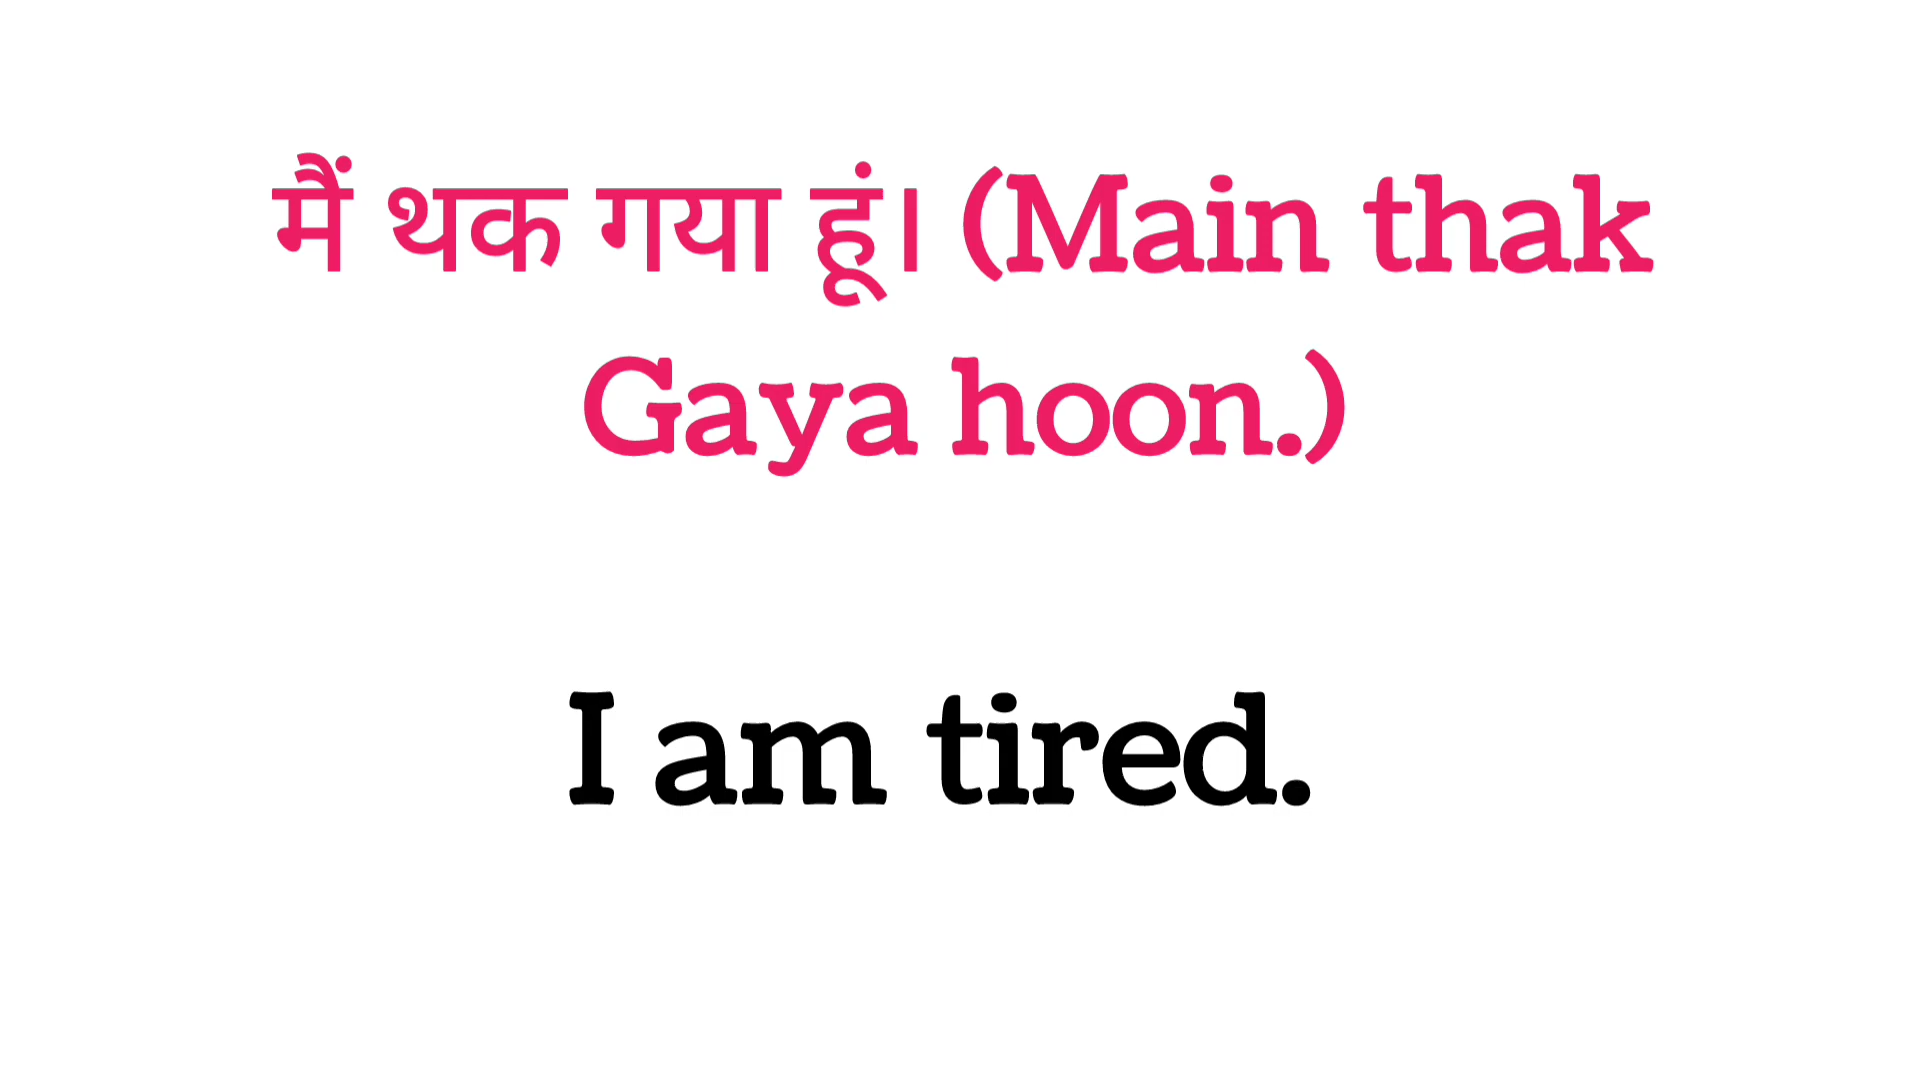 मैं थक गया हूं। (Main thak
Gaya hoon.)
I am tired.